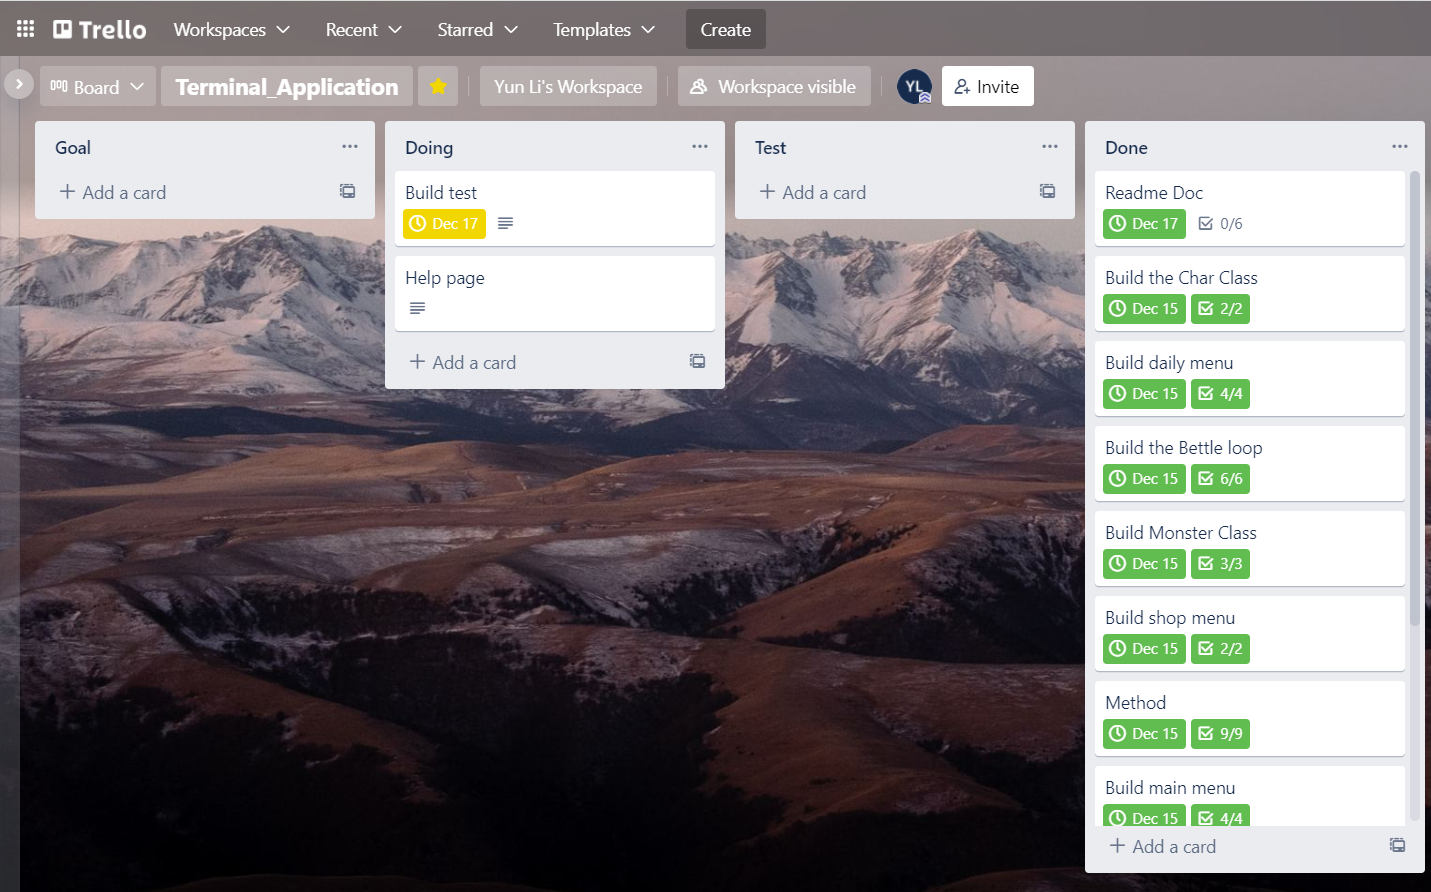 Trello
Workspaces
Recent
Starred
Templates
Create
Board
Terminal_Application
Yun Li's Workspace
Workspace visible
YL
Invite
Goal
Add a card
Doing
Build test
Dec 17
Help page
Add a card
Test
Add a card
Done
Readme Doc
Dec 17 0/6
Build the Char Class
Dec 15 2/2
Build daily menu
Dec 15 4/4
Build the Bettle loop
Dec 15 6/6
Build Monster Class
Dec 15 3/3
Build shop menu
Dec 15 2/2
Method
Dec 15 9/9
Build main menu
Dec 15 4/4
Add a card